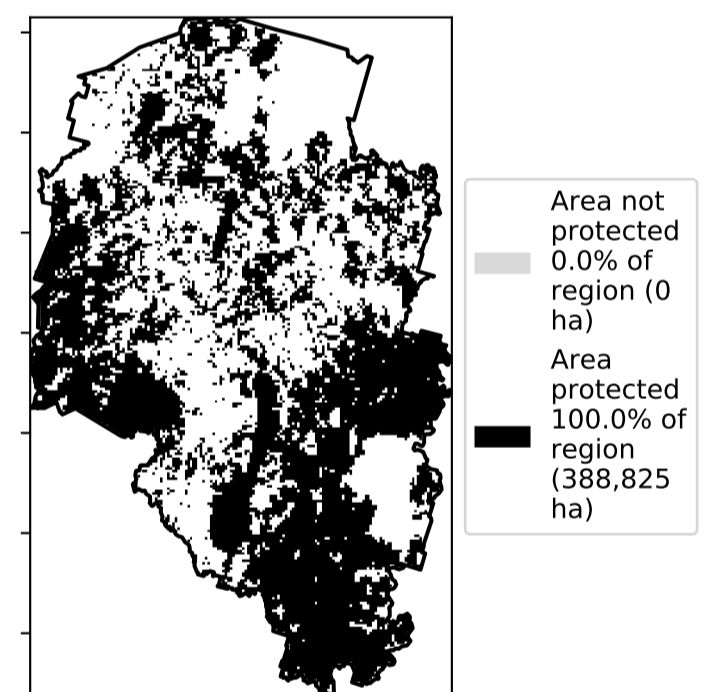 Area not
protected
0.0% of
region (0
ha)
Area
protected
100.0% of
region
(388,825
ha)